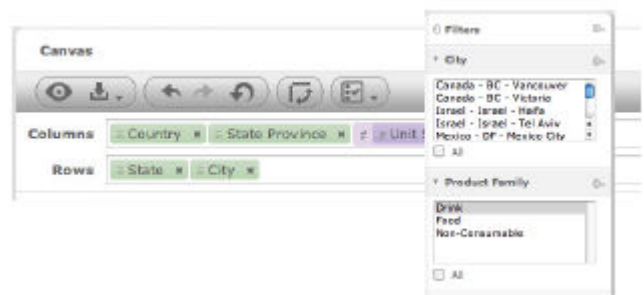 Canvas
Columns Country × State Province × # Unit S
Rows State × City ×
Filters
City
Canada - BC - Vancouver
Canada - BC - Victoria
Israel - Israel - Haifa
Israel - Israel - Tel Aviv
Mexico - DF - Mexico City
All
Product Family
Drink
Food
Non-Consumable
All